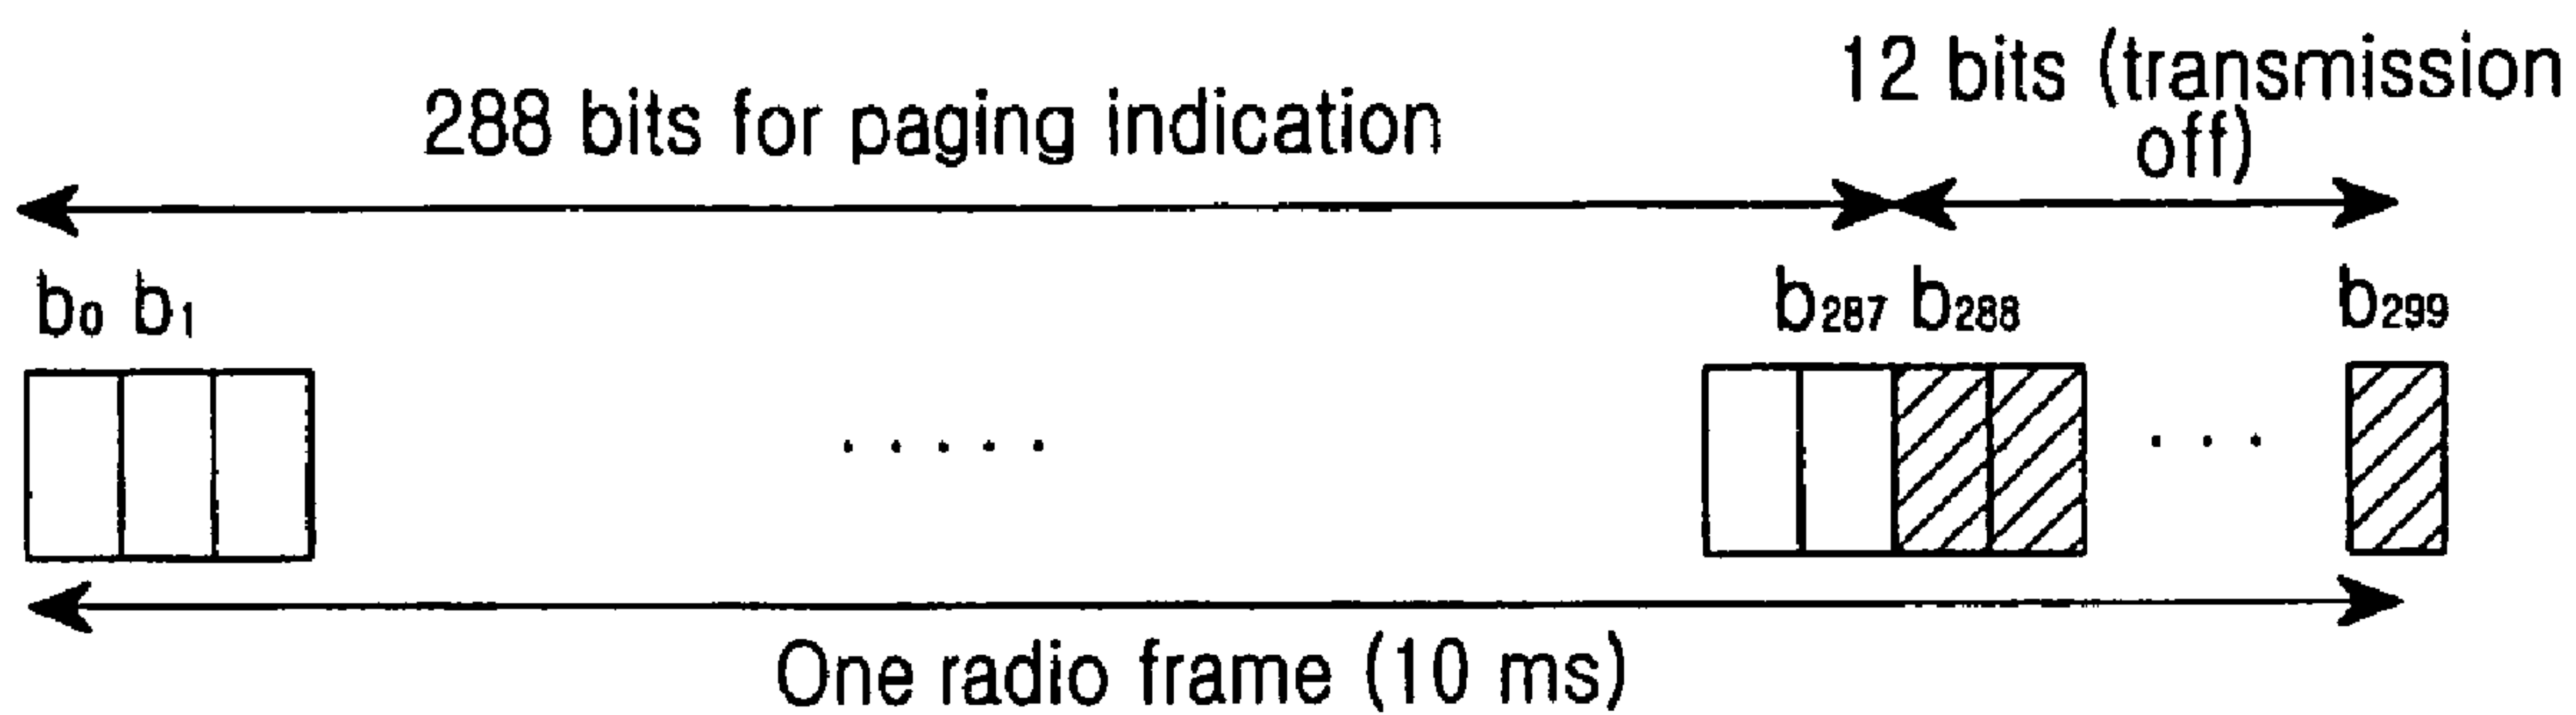 12 bits (transmission
off)
288 bits for paging indication
b0 b1
b287 b288
b299
One radio frame (10 ms)